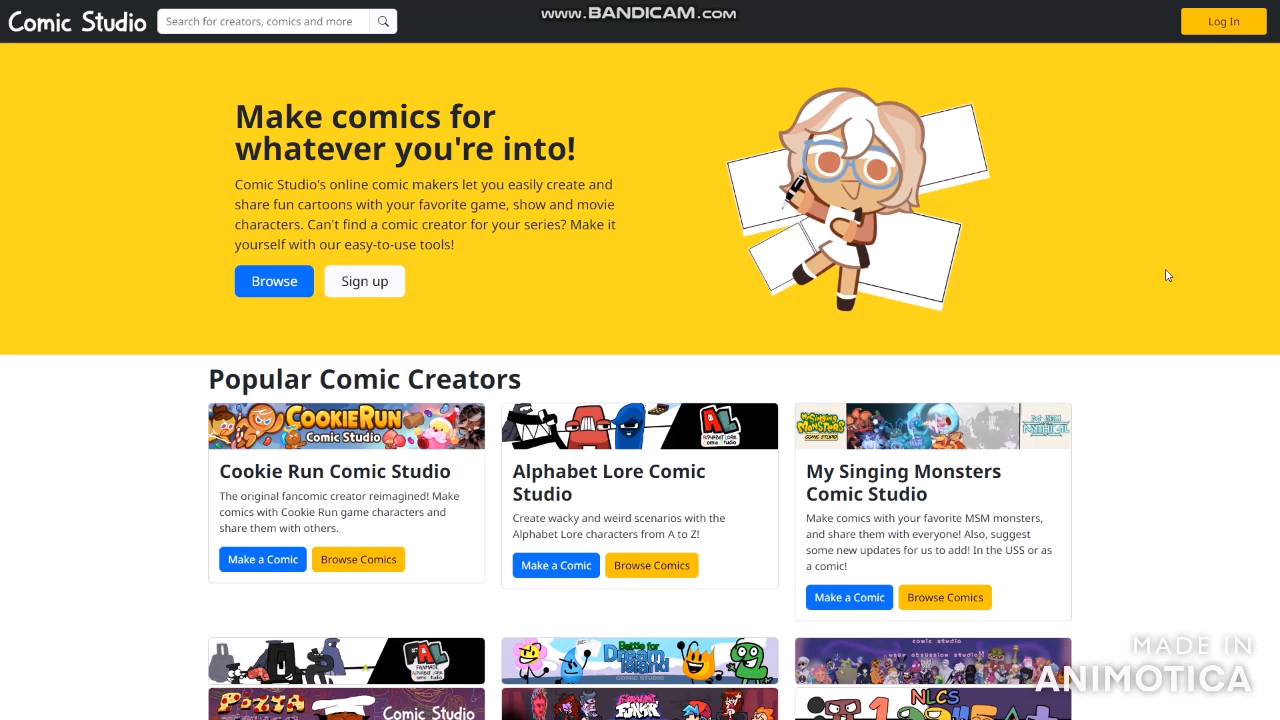 Comic Studio
Search for creators, comics and more
www.BANDICAM.com
Log In
Make comics for
whatever you're into!
Comic Studio's online comic makers let you easily create and
share fun cartoons with your favorite game, show and movie
characters. Can't find a comic creator for your series? Make it
yourself with our easy-to-use tools!
Browse
Sign up
Popular Comic Creators
COOKIERUN
Comic Studio
AL
ALPHABET LORE
Comic Studio
MY SINGING
MONSTERS
COMIC STUDIO
Cookie Run Comic Studio
The original fancomic creator reimagined! Make
comics with Cookie Run game characters and
share them with others.
Make a Comic
Browse Comics
Alphabet Lore Comic
Studio
Create wacky and weird scenarios with the
Alphabet Lore characters from A to Z!
Make a Comic
Browse Comics
My Singing Monsters
Comic Studio
Make comics with your favorite MSM monsters,
and share them with everyone! Also, suggest
some new updates for us to add! In the USS or as
a comic!
Make a Comic
Browse Comics
AL
Comic Studio
Battle for
Dream
Island
COMIC STUDIO
comic studio
your obsession studio!
Pizza
Comic Studio
FRIDAY NIGHT
FUNKIN'
NLCS
MADE IN
ANIMOTICA